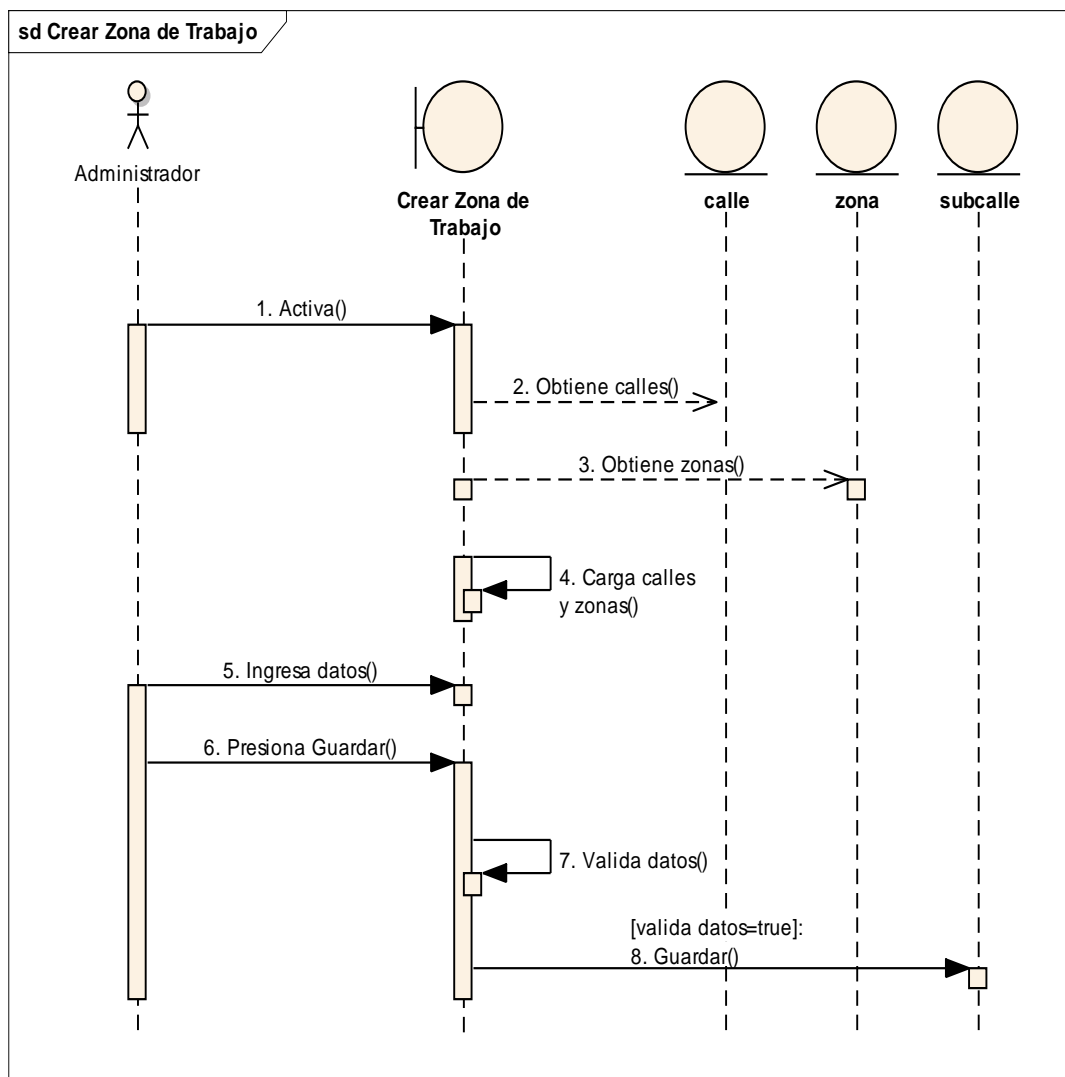 sd Crear Zona de Trabajo
Administrador
Crear Zona de
Trabajo
calle
zona
subcalle
1. Activa()
2. Obtiene calles()
3. Obtiene zonas()
4. Carga calles
y zonas()
5. Ingresa datos()
6. Presiona Guardar()
7. Valida datos()
[valida datos=true]:
8. Guardar()